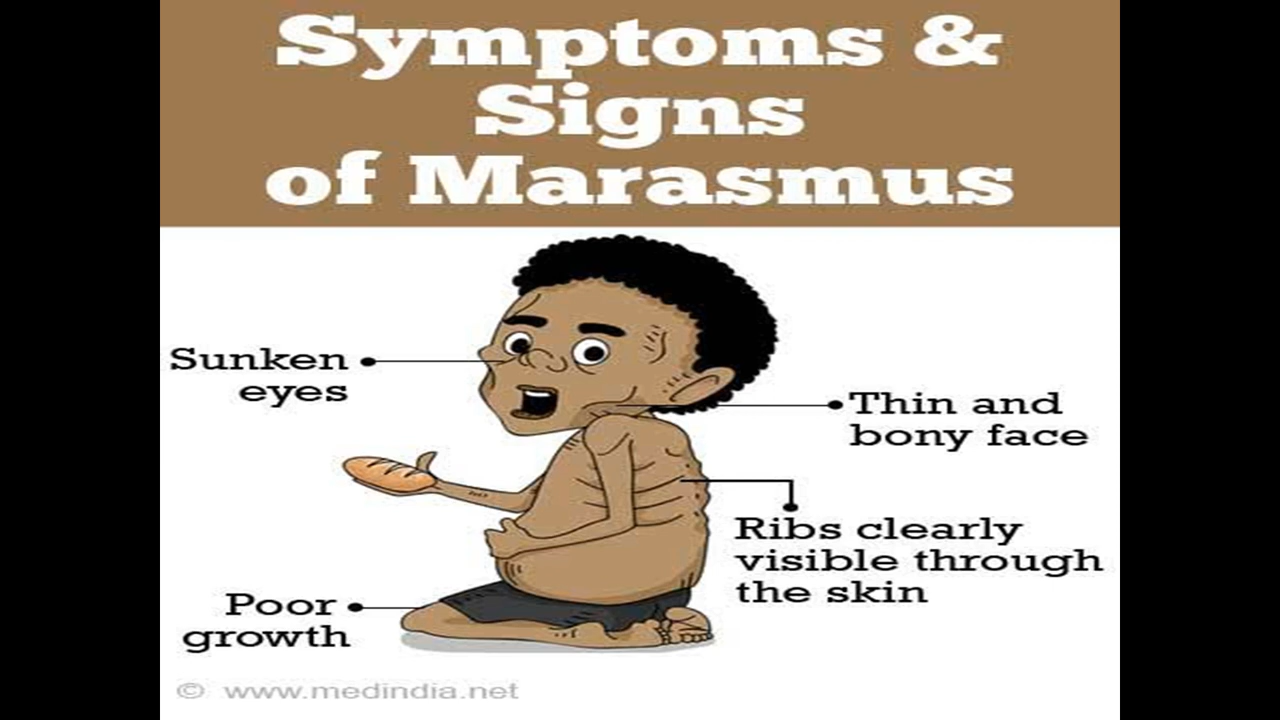 Symptoms &
Signs
of Marasmus
Sunken
eyes
Thin and
bony face
Ribs clearly
visible through
the skin
Poor
growth
© www.medindia.net